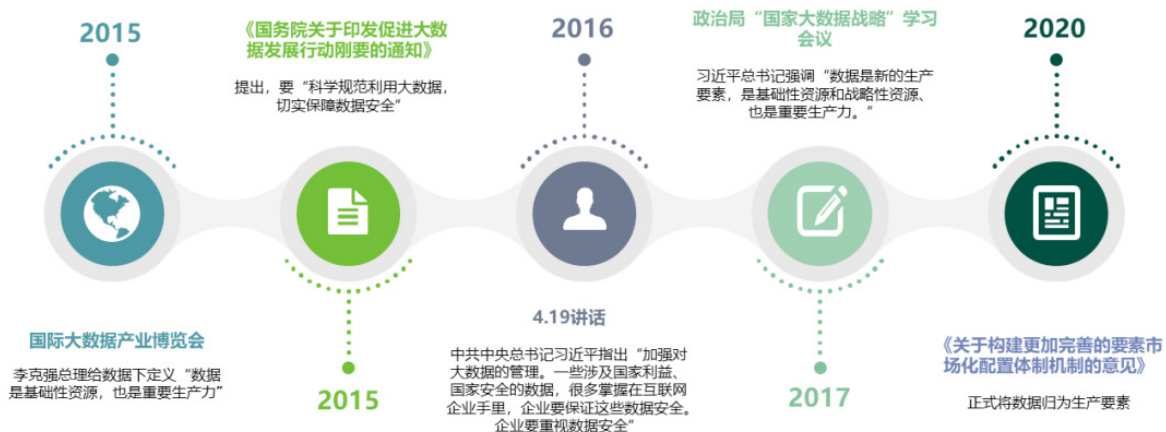 2015
国际大数据产业博览会
李克强总理给数据下定义“数据
是基础性资源，也是重要生产力”
《国务院关于印发促进大数
据发展行动刚要的通知》
提出，要“科学规范利用大数据，
切实保障数据安全”
2015
2016
4.19讲话
中共中央总书记习近平指出“加强对
大数据的管理。一些涉及国家利益、
国家安全的数据，很多掌握在互联网
企业手里，企业要保证这些数据安全。
企业要重视数据安全”
政治局“国家大数据战略”学习
会议
习近平总书记强调“数据是新的生产
要素，是基础性资源和战略性资源、
也是重要生产力。”
2017
2020
《关于构建更加完善的要素市
场化配置体制机制的意见》
正式将数据归为生产要素